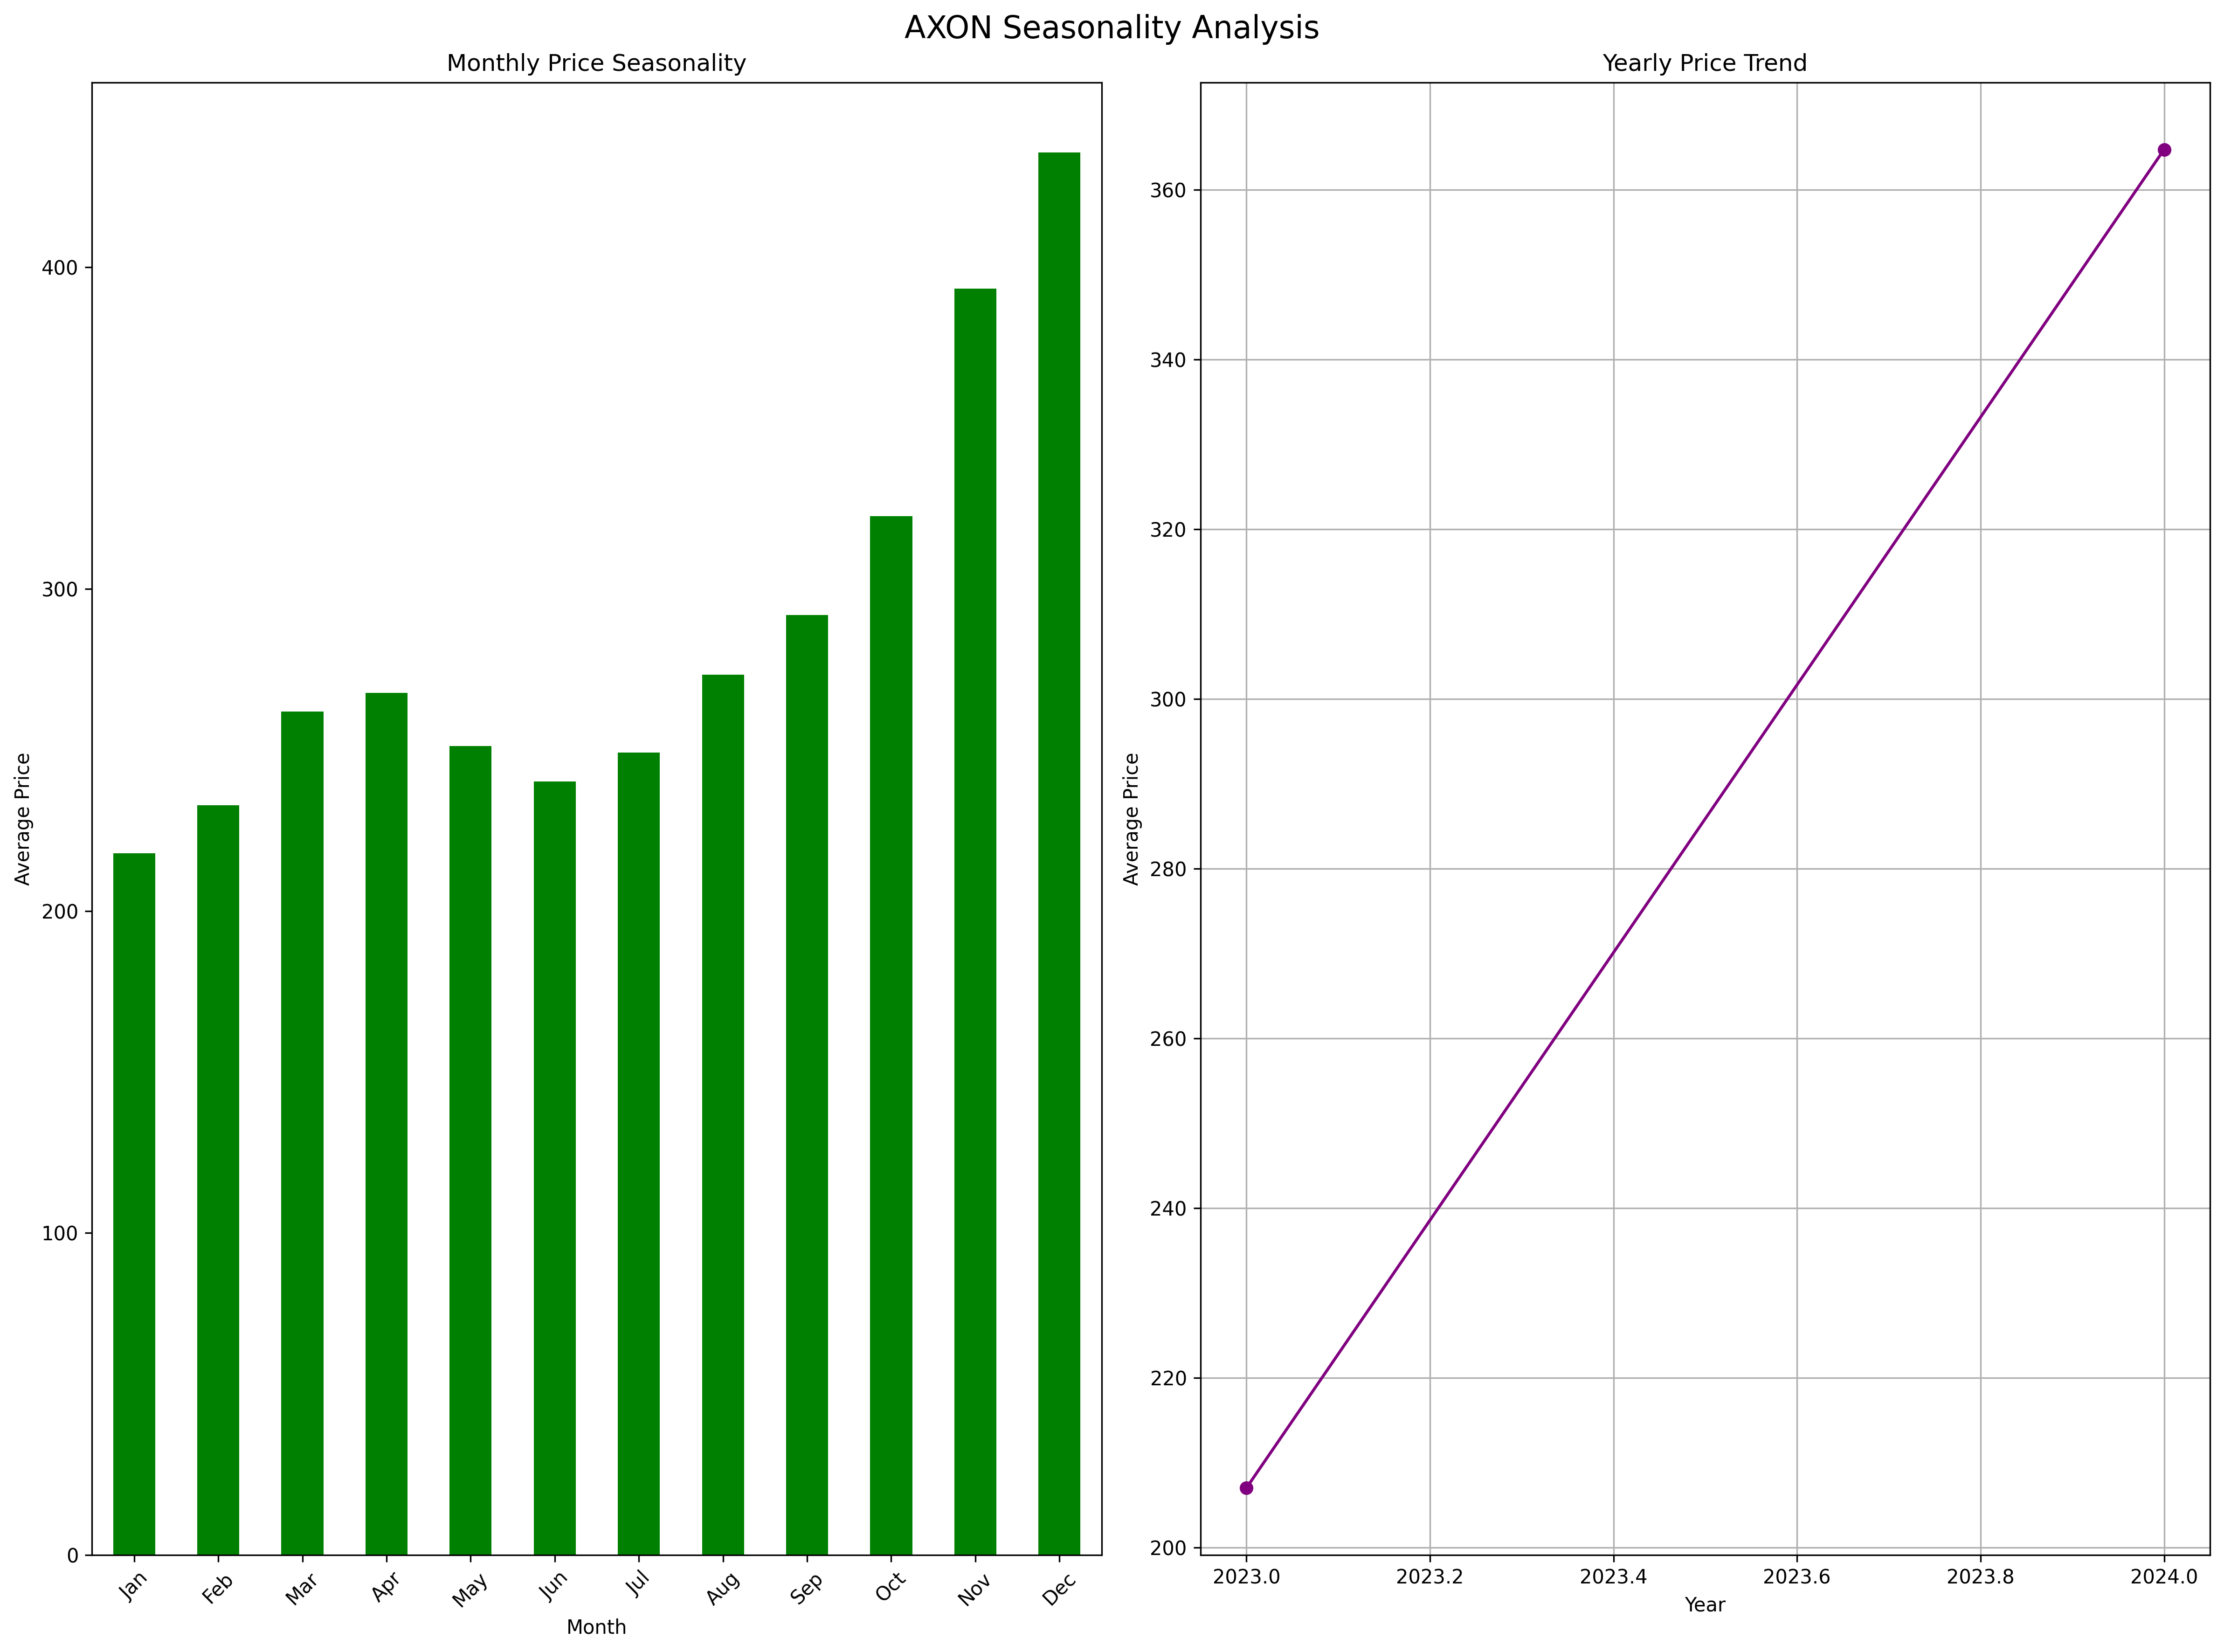 AXON Seasonality Analysis
Monthly Price Seasonality
Average Price
400
300
200
100
0
Jan
Feb
Mar
Apr
May
Jun
Jul
Aug
Sep
Oct
Nov
Dec
Month
Yearly Price Trend
Average Price
360
340
320
300
280
260
240
220
200
2023.0
2023.2
2023.4
2023.6
2023.8
2024.0
Year